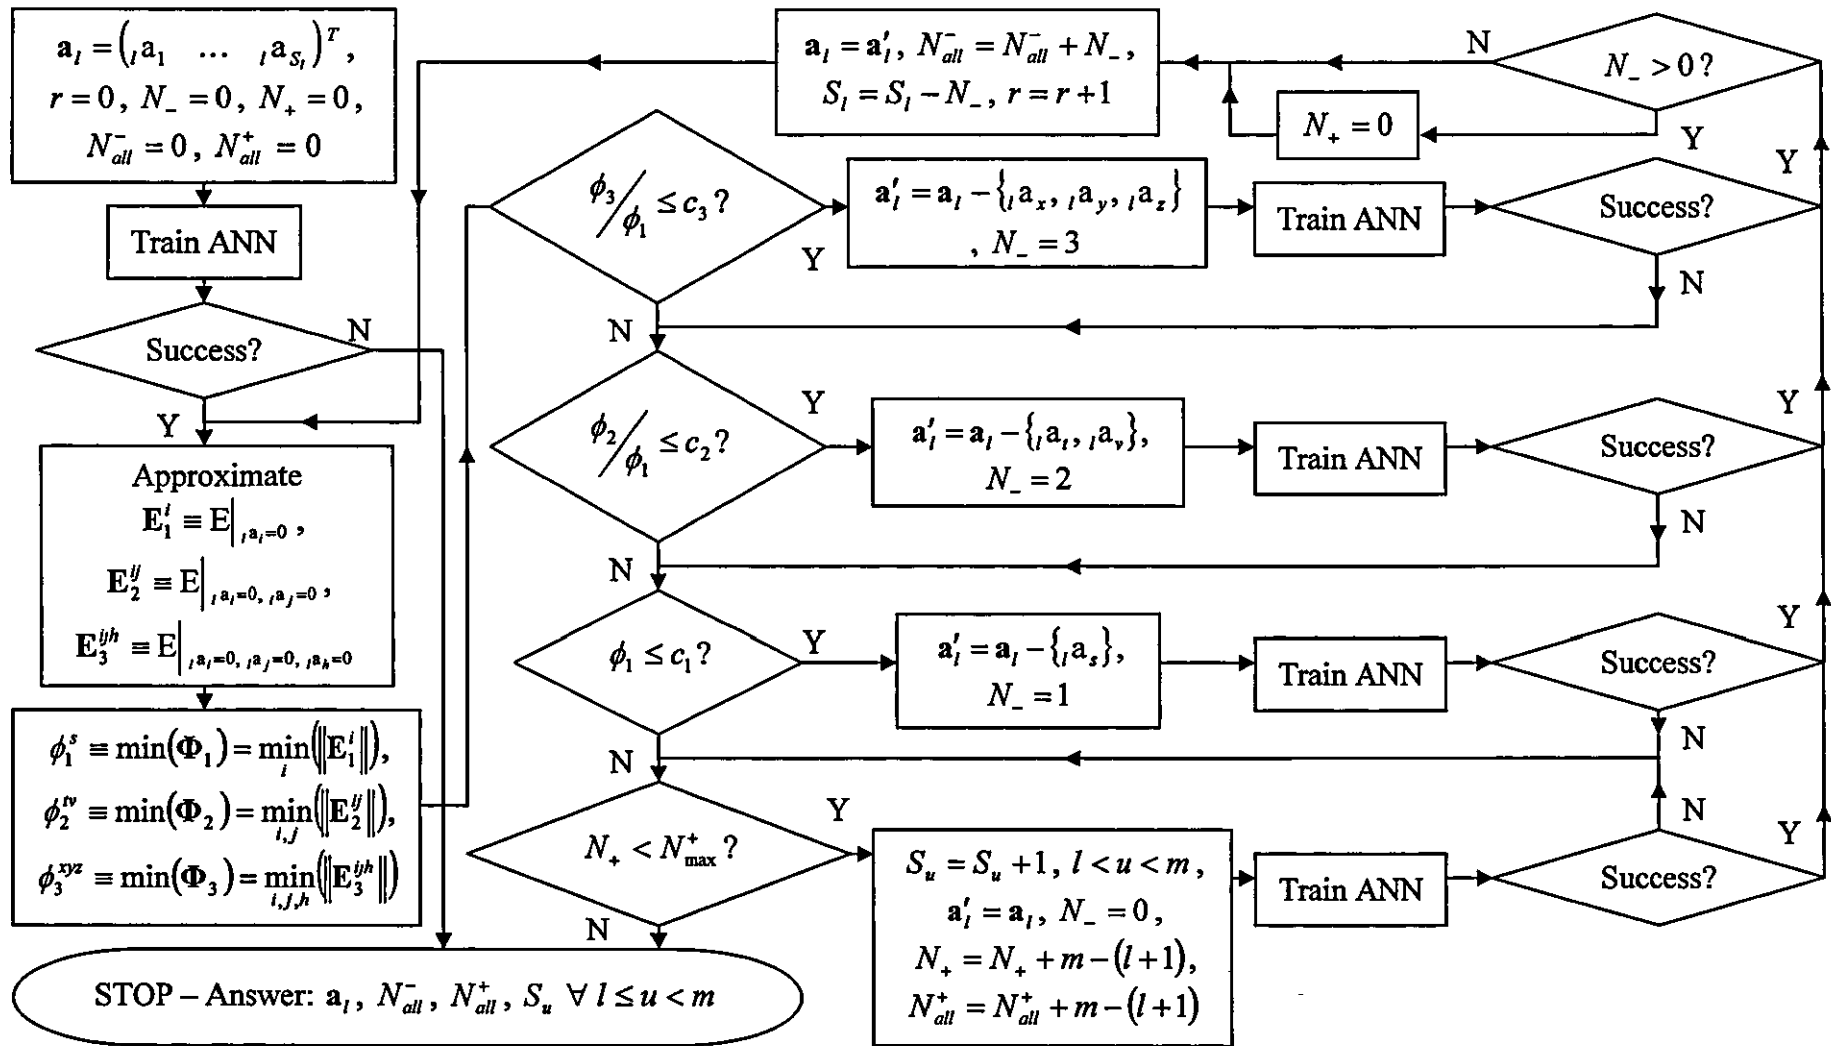 𝐚_l = (_l a_1 … _l a_{S_l})^T ,
r = 0 , N_- = 0 , N_+ = 0 ,
N_all^- = 0 , N_all^+ = 0
Train ANN
Success?
N
Y
Approximate
𝐄_1^i ≡ E|_{_l a_i=0} ,
𝐄_2^{ij} ≡ E|_{_l a_i=0, _l a_j=0} ,
𝐄_3^{ijh} ≡ E|_{_l a_i=0, _l a_j=0, _l a_h=0}
ϕ_1^s ≡ min(𝚽_1) = min_i(‖𝐄_1^i‖),
ϕ_2^{tv} ≡ min(𝚽_2) = min_{i,j}(‖𝐄_2^{ij}‖),
ϕ_3^{xyz} ≡ min(𝚽_3) = min_{i,j,h}(‖𝐄_3^{ijh}‖)
𝐚_l = 𝐚′_l , N_all^- = N_all^- + N_- ,
S_l = S_l − N_- , r = r + 1
N
N_- > 0 ?
Y
N_+ = 0
ϕ_3/ϕ_1 ≤ c_3 ?
Y
N
𝐚′_l = 𝐚_l − {_l a_x , _l a_y , _l a_z}
, N_- = 3
Train ANN
Success?
Y
N
ϕ_2/ϕ_1 ≤ c_2 ?
Y
N
𝐚′_l = 𝐚_l − {_l a_t , _l a_v},
N_- = 2
Train ANN
Success?
Y
N
ϕ_1 ≤ c_1 ?
Y
N
𝐚′_l = 𝐚_l − {_l a_s},
N_- = 1
Train ANN
Success?
Y
N
N_+ < N_max^+ ?
Y
N
S_u = S_u + 1 , l < u < m ,
𝐚′_l = 𝐚_l , N_- = 0 ,
N_+ = N_+ + m − (l + 1),
N_all^+ = N_all^+ + m − (l + 1)
Train ANN
Success?
Y
N
STOP – Answer: 𝐚_l , N_all^- , N_all^+ , S_u ∀ l ≤ u < m